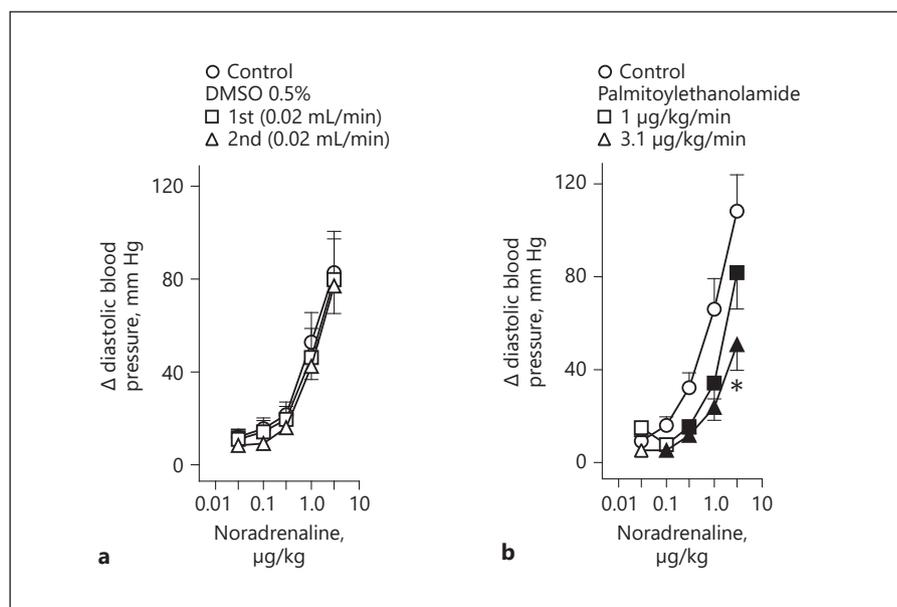 Control
DMSO 0.5%
1st (0.02 mL/min)
2nd (0.02 mL/min)
120
80
40
0
Δ diastolic blood
pressure, mm Hg
0.01 0.1 1.0 10
Noradrenaline,
µg/kg
a
Control
Palmitoylethanolamide
1 µg/kg/min
3.1 µg/kg/min
120
80
40
0
Δ diastolic blood
pressure, mm Hg
*
0.01 0.1 1.0 10
Noradrenaline,
µg/kg
b